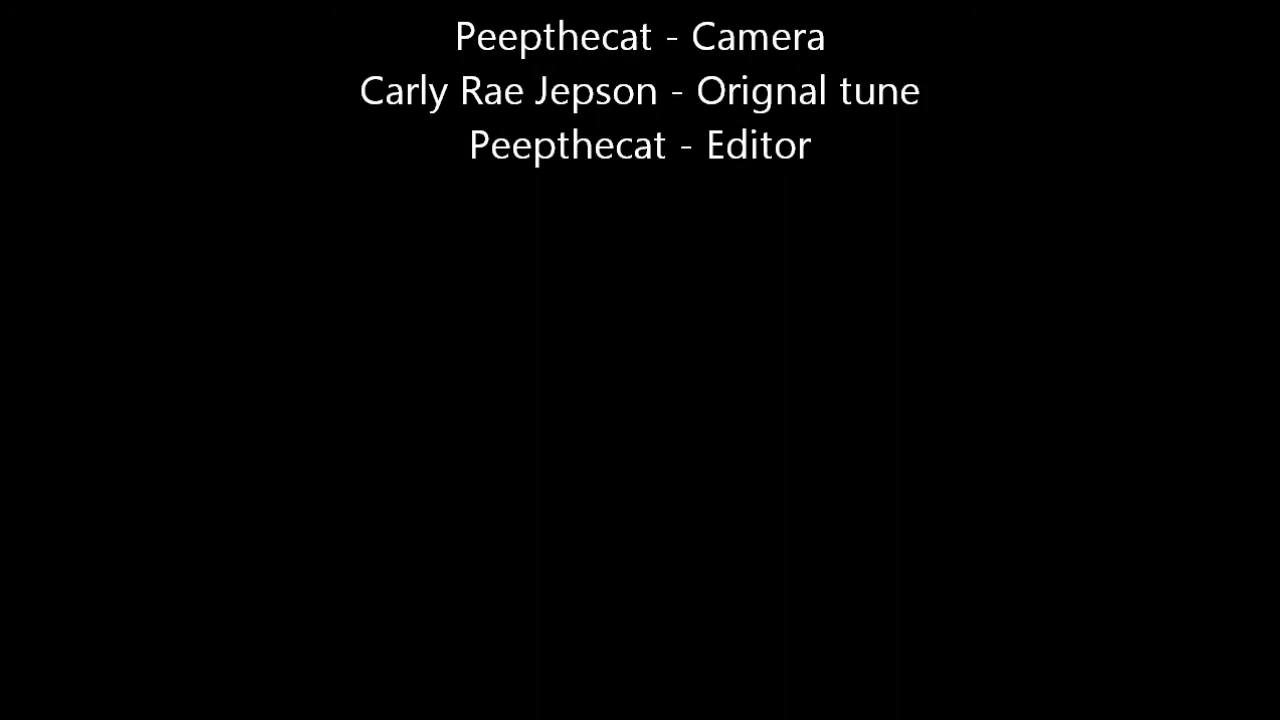 Peepthecat - Camera
Carly Rae Jepson - Orignal tune
Peepthecat - Editor